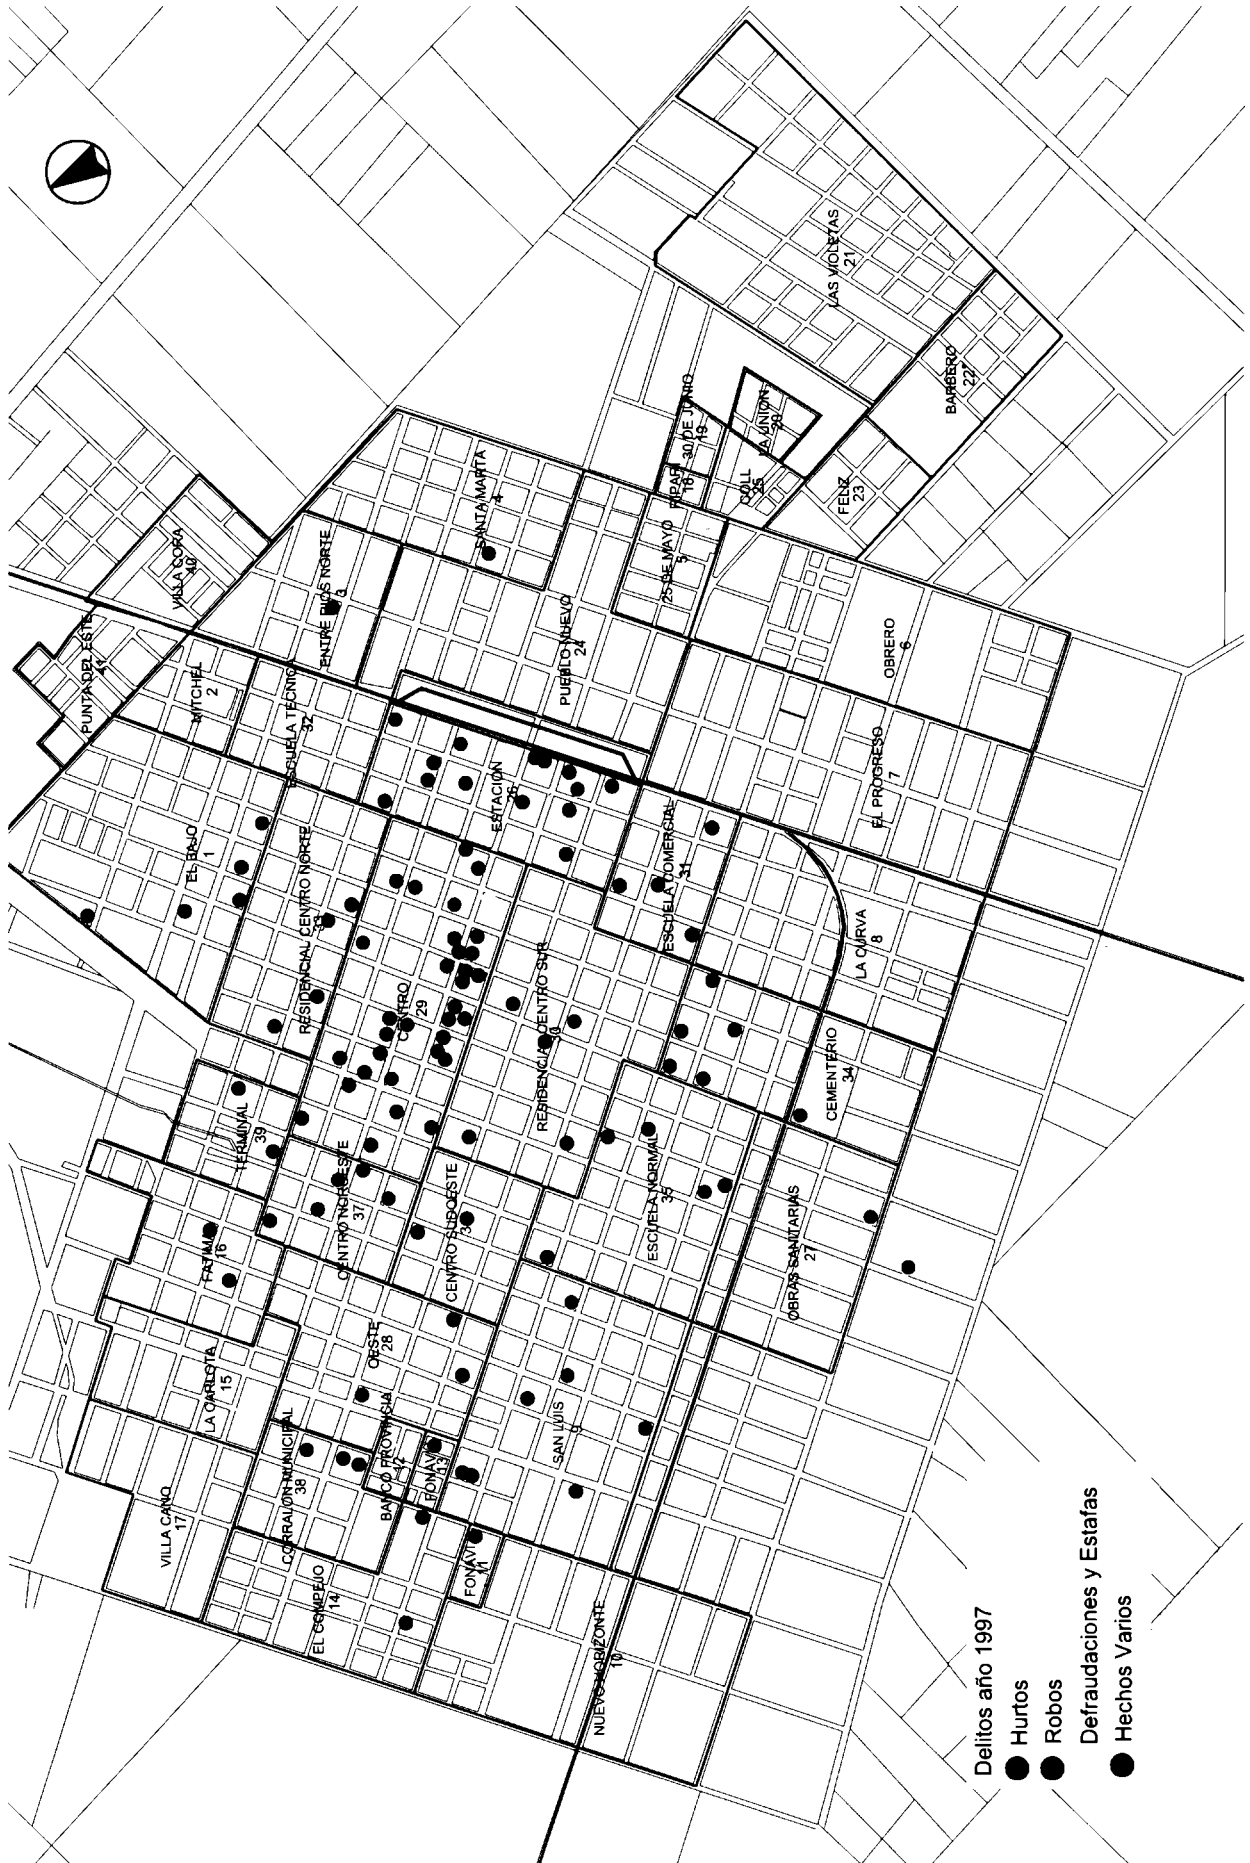 PUNTA DEL ESTE
41
VILLA CORA
40
MITCHEL
2
ENTRE RIOS NORTE
3
SANTA MARTA
4
ESCUELA TECNICA
32
EL BAJO
1
RESIDENCIAL CENTRO NORTE
33
PUEBLO NUEVO
24
25 DE MAYO
5
RIPARI
18
30 DE JUNIO
19
LA UNION
20
COLL
25
FELIZ
23
BARBERO
22
LAS VIOLETAS
21
OBRERO
6
EL PROGRESO
7
ESTACION
26
ESCUELA COMERCIAL
31
LA CURVA
8
CENTRO
29
RESIDENCIAL CENTRO SUR
30
CEMENTERIO
34
TERMINAL
39
CENTRO NOROESTE
37
CENTRO SUDOESTE
ESCUELA NORMAL
35
OBRAS SANITARIAS
27
FATIMA
16
LA CARLOTA
15
OESTE
28
VILLA CANO
17
CORRALON MUNICIPAL
38
BANCO PROVINCIA
12
FONAVI
13
SAN LUIS
9
FONAVI
11
EL COMPEJO
14
NUEVO HORIZONTE
10
Delitos año 1997
Hurtos
Robos
Defraudaciones y Estafas
Hechos Varios